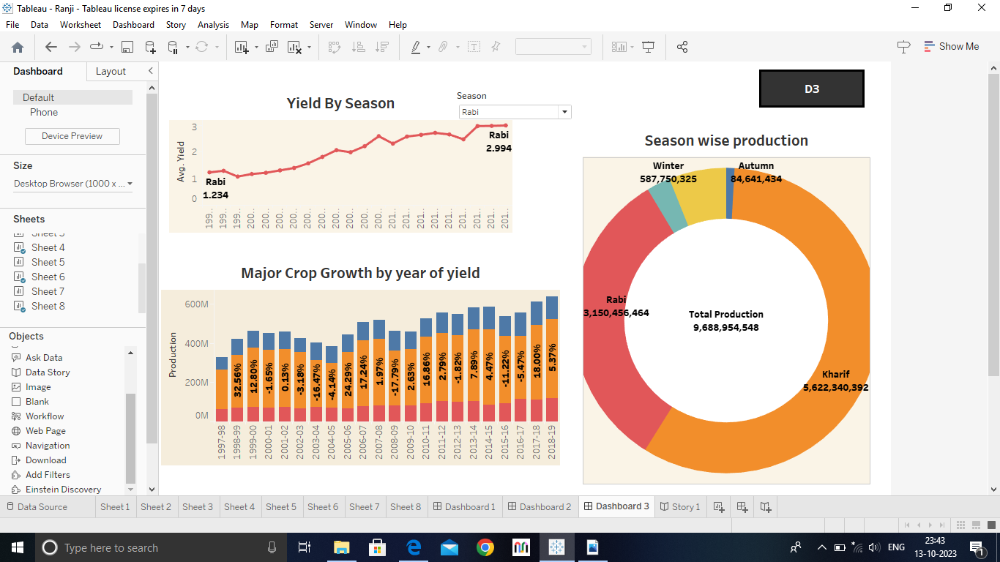 Tableau - Ranji - Tableau license expires in 7 days
File Data Worksheet Dashboard Story Analysis Map Format Server Window Help
Show Me
Dashboard Layout
Default
Phone
Device Preview
Size
Desktop Browser (1000 x ...
Sheets
Sheet 4
Sheet 5
Sheet 6
Sheet 7
Sheet 8
Objects
Ask Data
Data Story
Image
Blank
Workflow
Web Page
Navigation
Download
Add Filters
Einstein Discovery
Yield By Season
Season
Rabi
Avg. Yield
3
2
1
0
Rabi
1.234
Rabi
2.994
199.. 199.. 199.. 200.. 200.. 200.. 200.. 200.. 200.. 200.. 200.. 200.. 200.. 201.. 201.. 201.. 201.. 201.. 201.. 201.. 201.. 201..
Major Crop Growth by year of yield
Production
600M
400M
200M
0M
32.56% 12.80% -1.65% 0.13% -3.18% -16.47% -4.14% 24.29% 17.24% 1.97% -17.79% 2.63% 16.86% 2.79% -1.82% 7.89% 4.47% -11.22% -5.47% 18.00% 5.37%
1997-98 1998-99 1999-00 2000-01 2001-02 2002-03 2003-04 2004-05 2005-06 2006-07 2007-08 2008-09 2009-10 2010-11 2011-12 2012-13 2013-14 2014-15 2015-16 2016-17 2017-18 2018-19
D3
Season wise production
Winter
587,750,325
Autumn
84,641,434
Rabi
3,150,456,464
Total Production
9,688,954,548
Kharif
5,622,340,392
Data Source Sheet 1 Sheet 2 Sheet 3 Sheet 4 Sheet 5 Sheet 6 Sheet 7 Sheet 8 Dashboard 1 Dashboard 2 Dashboard 3 Story 1
Type here to search
ENG
23:43
13-10-2023
1